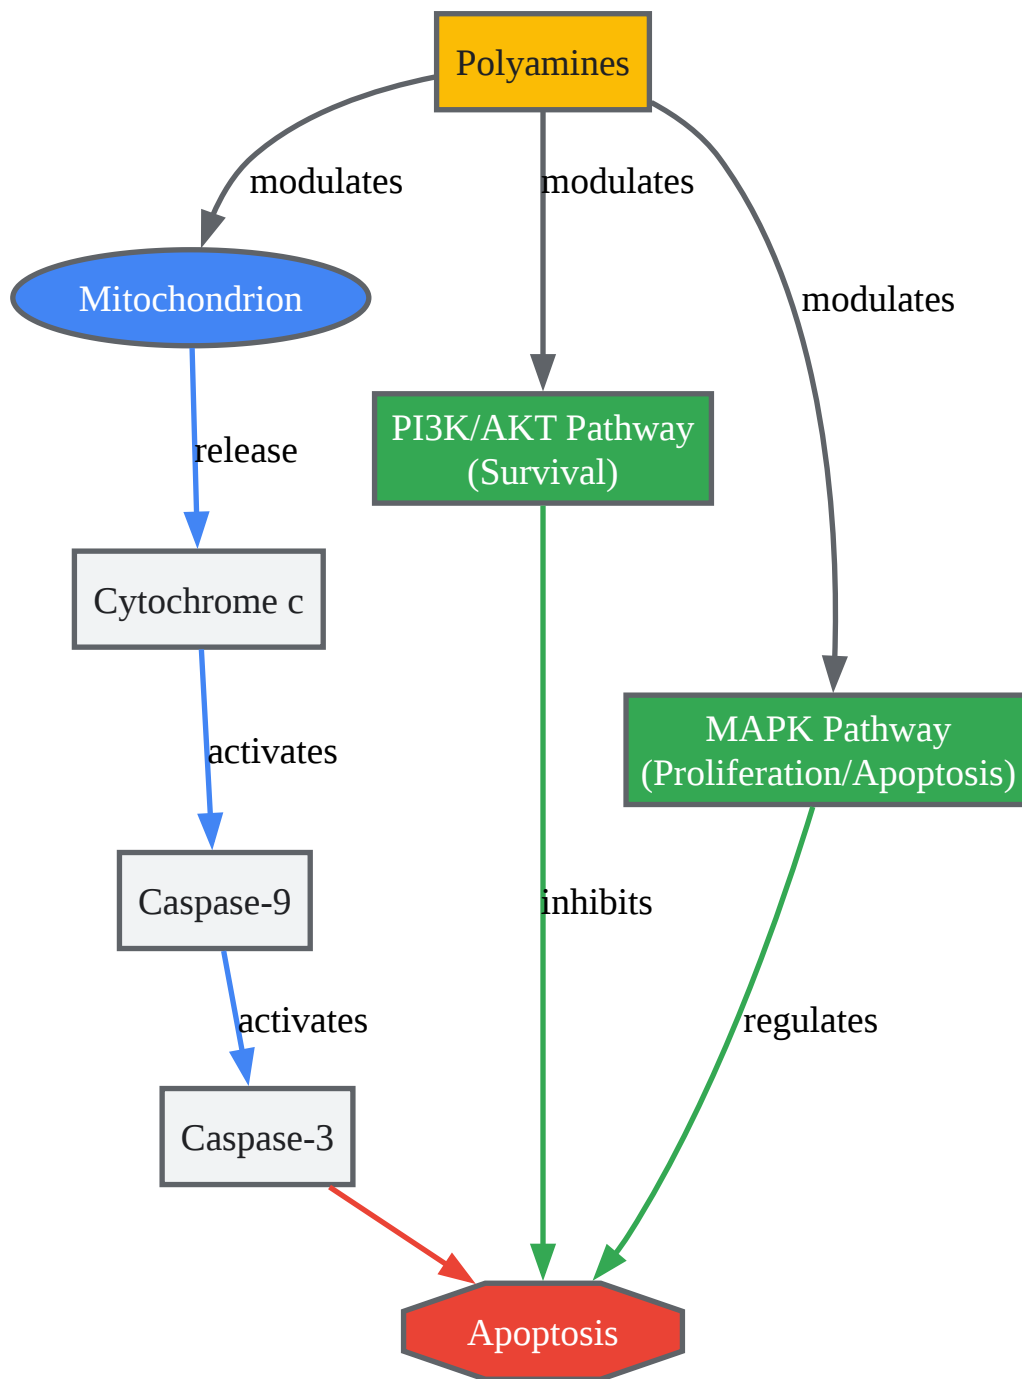 Polyamines
modulates
modulates
modulates
Mitochondrion
PI3K/AKT Pathway
(Survival)
release
Cytochrome c
MAPK Pathway
(Proliferation/Apoptosis)
activates
Caspase-9
inhibits
activates
regulates
Caspase-3
Apoptosis